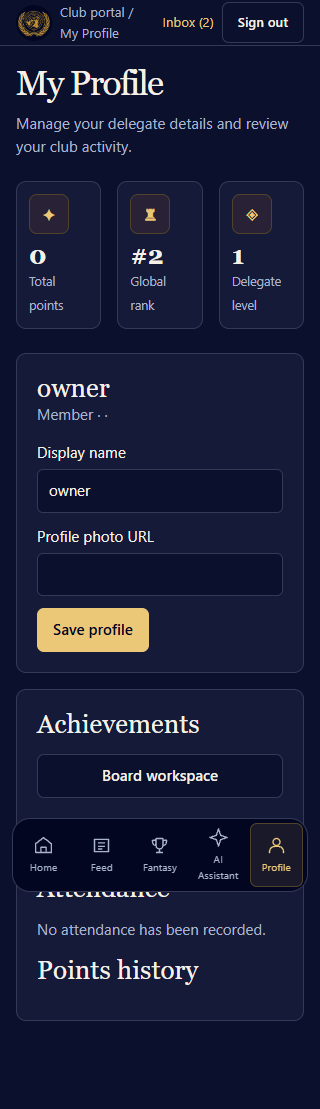 Club portal /
My Profile
Inbox (2)
Sign out
My Profile
Manage your delegate details and review
your club activity.
0
Total
points
#2
Global
rank
1
Delegate
level
owner
Member · ·
Display name
owner
Profile photo URL
Save profile
Achievements
Board workspace
Home
Feed
Fantasy
AI
Assistant
Profile
Attendance
No attendance has been recorded.
Points history